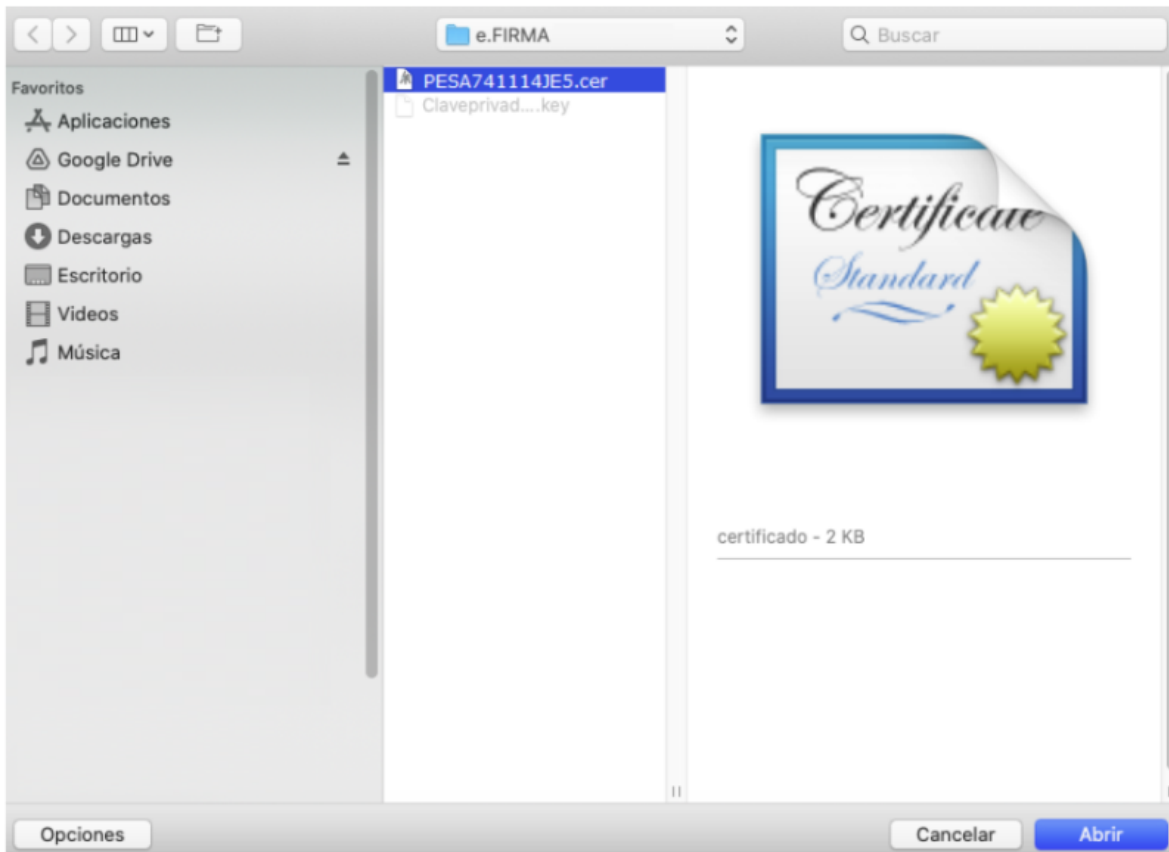 e.FIRMA
Buscar
Favoritos
Aplicaciones
Google Drive
Documentos
Descargas
Escritorio
Videos
Música
PESA741114JE5.cer
Claveprivad....key
Certificate
Standard
certificado - 2 KB
Opciones
Cancelar
Abrir